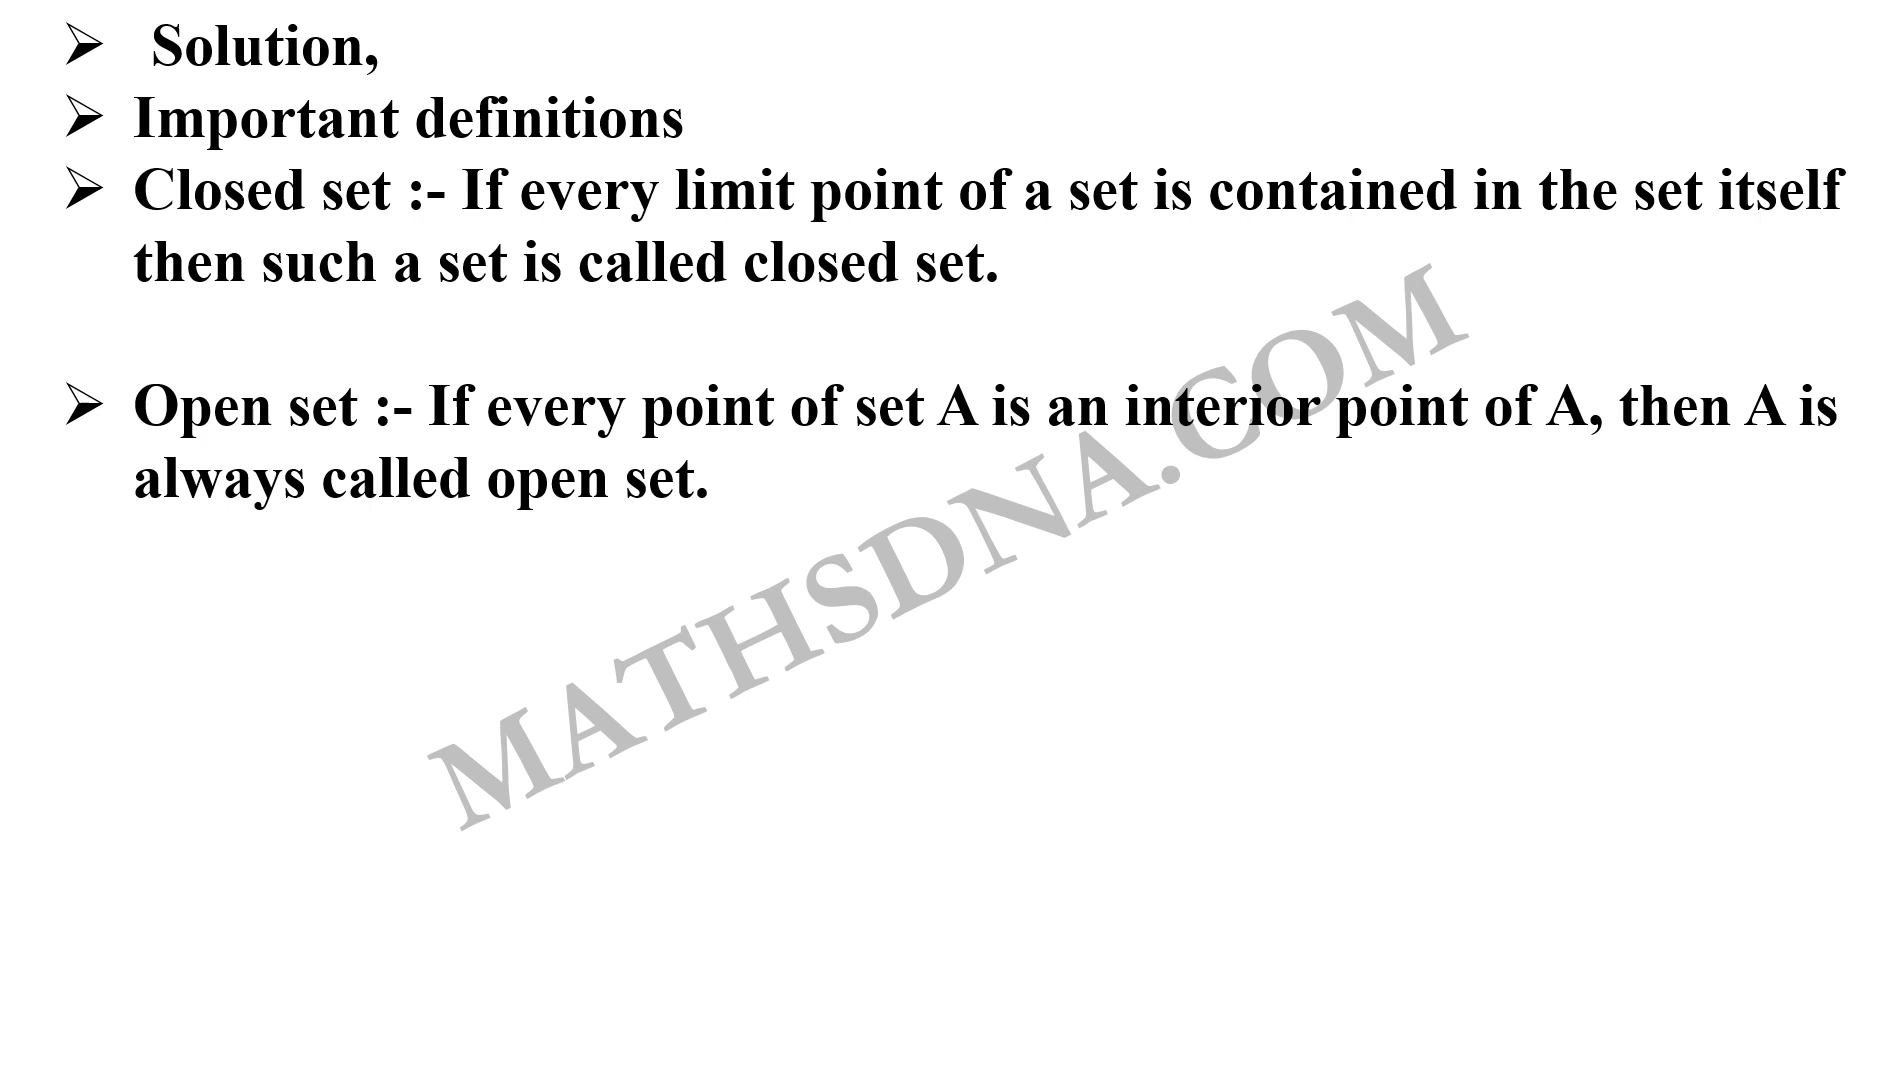 ➢ Solution,
➢ Important definitions
➢ Closed set :- If every limit point of a set is contained in the set itself
then such a set is called closed set.
➢ Open set :- If every point of set A is an interior point of A, then A is
always called open set.
MATHSDNA.COM